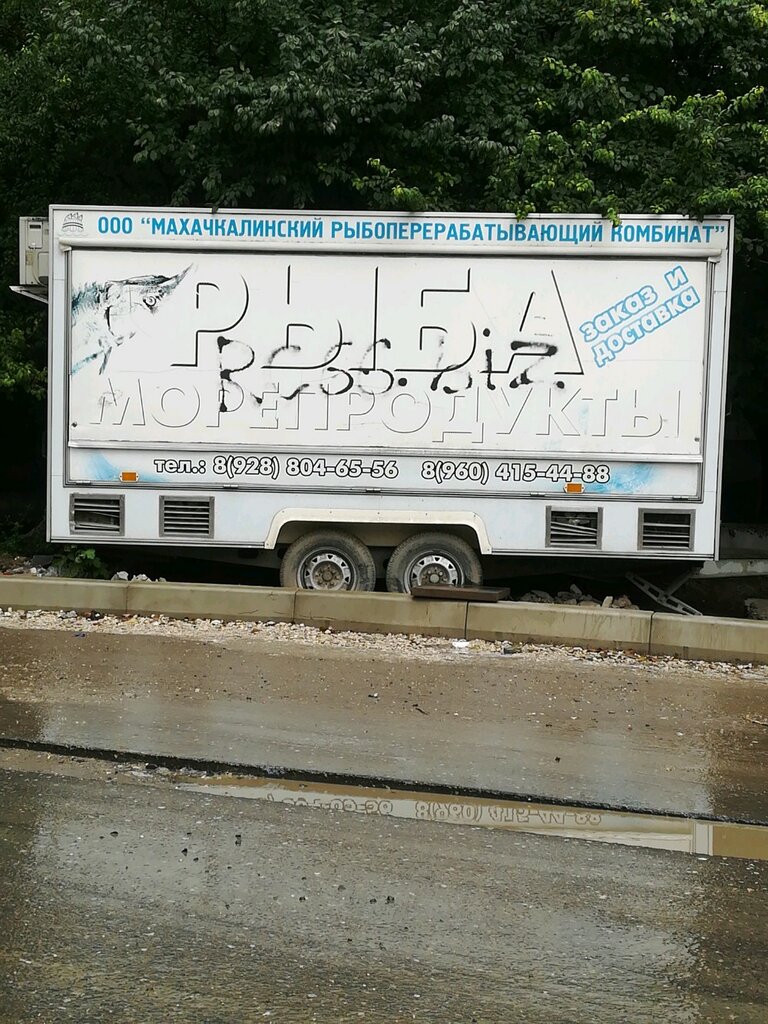 ООО "МАХАЧКАЛИНСКИЙ РЫБОПЕРЕРАБАТЫВАЮЩИЙ КОМБИНАТ"
РЫБА
заказ и
доставка
МОРЕПРОДУКТЫ
тел.: 8(928) 804-65-56 8(960) 415-44-88